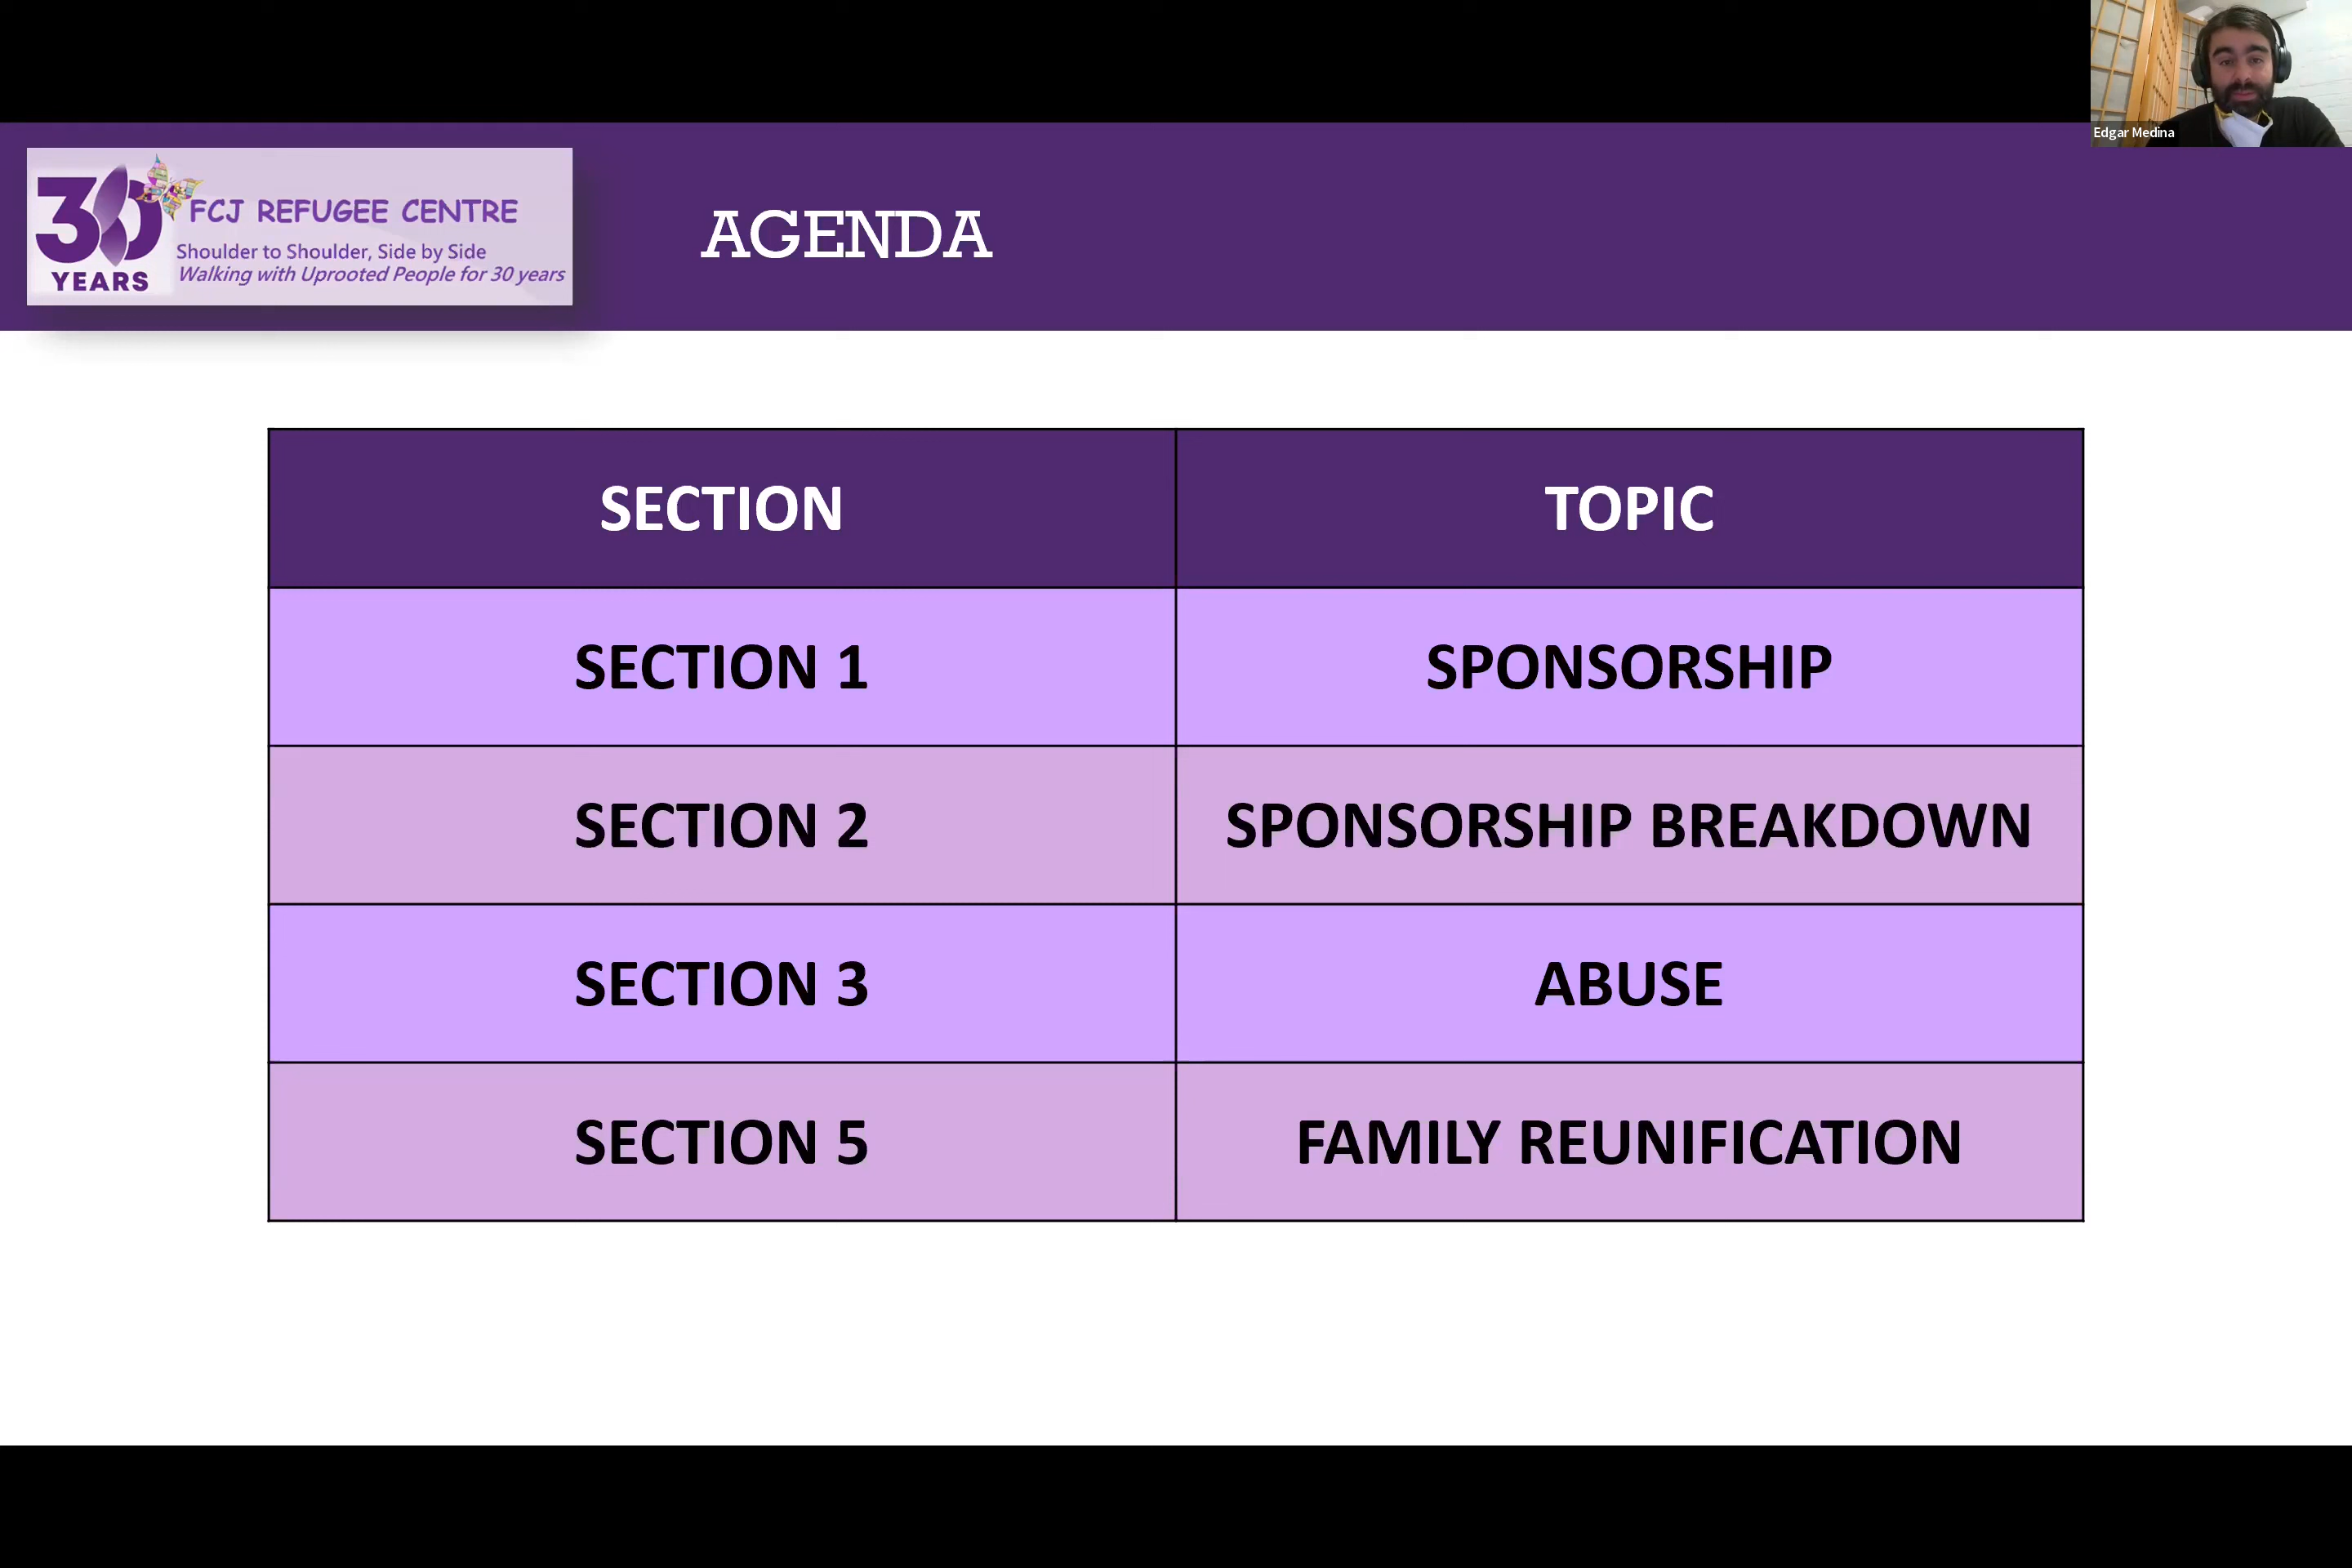 Edgar Medina
30
YEARS
FCJ REFUGEE CENTRE
Shoulder to Shoulder, Side by Side
Walking with Uprooted People for 30 years
AGENDA
SECTION TOPIC
SECTION 1 SPONSORSHIP
SECTION 2 SPONSORSHIP BREAKDOWN
SECTION 3 ABUSE
SECTION 5 FAMILY REUNIFICATION